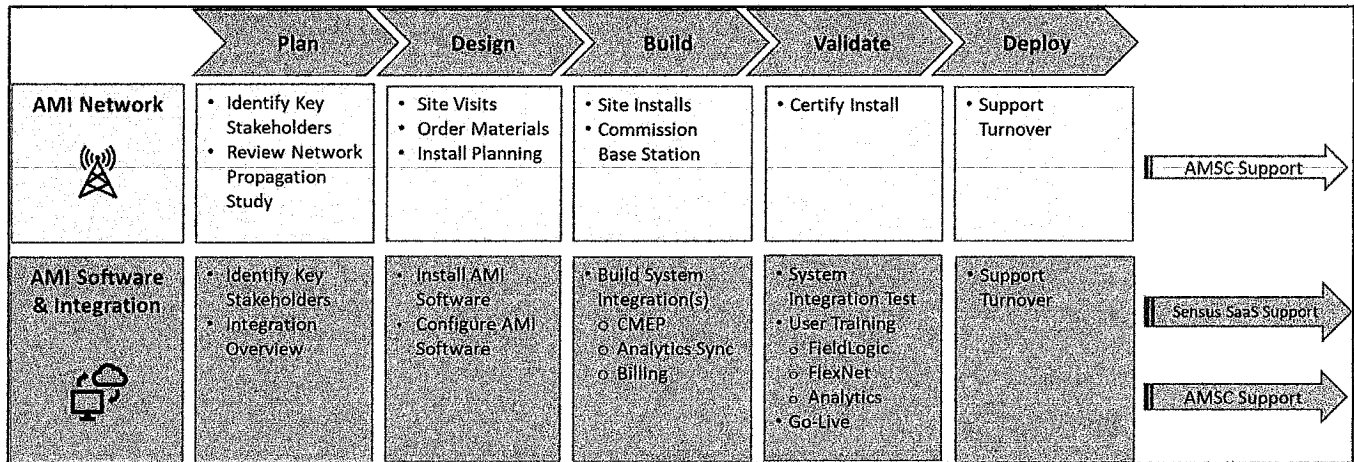 Plan
Design
Build
Validate
Deploy
AMI Network
• Identify Key
Stakeholders
• Review Network
Propagation
Study
• Site Visits
• Order Materials
• Install Planning
• Site Installs
• Commission
Base Station
• Certify Install
• Support
Turnover
AMSC Support
AMI Software
& Integration
• Identify Key
Stakeholders
• Integration
Overview
• Install AMI
Software
• Configure AMI
Software
• Build System
Integration(s)
o CMEP
o Analytics Sync
o Billing
• System
Integration Test
• User Training
o FieldLogic
o FlexNet
o Analytics
• Go-Live
• Support
Turnover
Sensus SaaS Support
AMSC Support